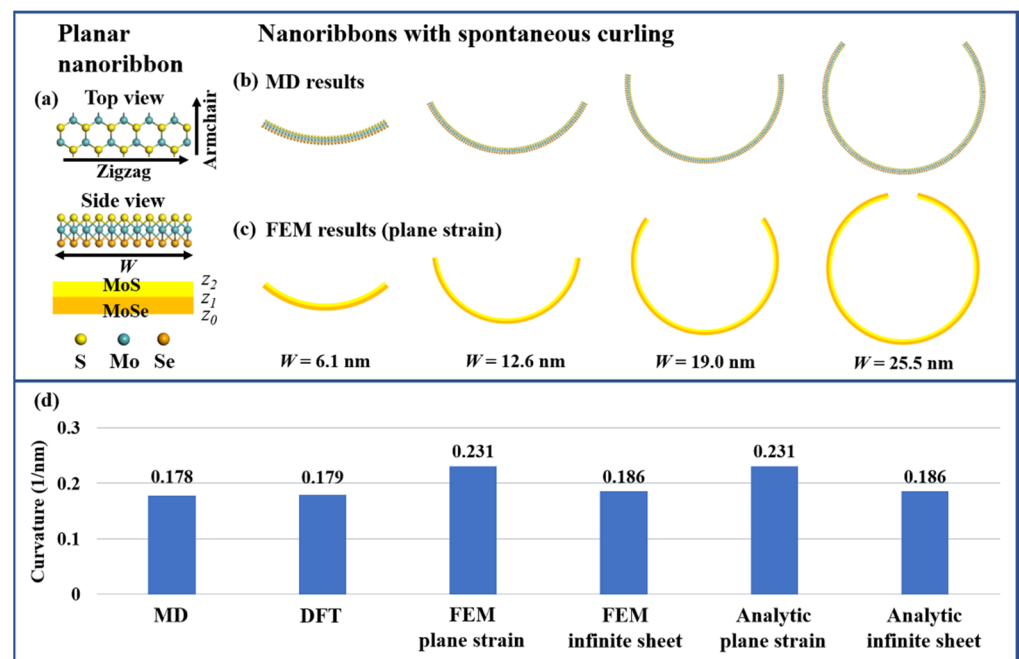 Planar
nanoribbon
Nanoribbons with spontaneous curling
(a)
Top view
Armchair
Zigzag
Side view
W
MoS
MoSe
z2
z1
z0
S Mo Se
(b) MD results
(c) FEM results (plane strain)
W = 6.1 nm
W = 12.6 nm
W = 19.0 nm
W = 25.5 nm
(d)
Curvature (1/nm)
0.3
0.2
0.1
0
0.178
0.179
0.231
0.186
0.231
0.186
MD
DFT
FEM
plane strain
FEM
infinite sheet
Analytic
plane strain
Analytic
infinite sheet